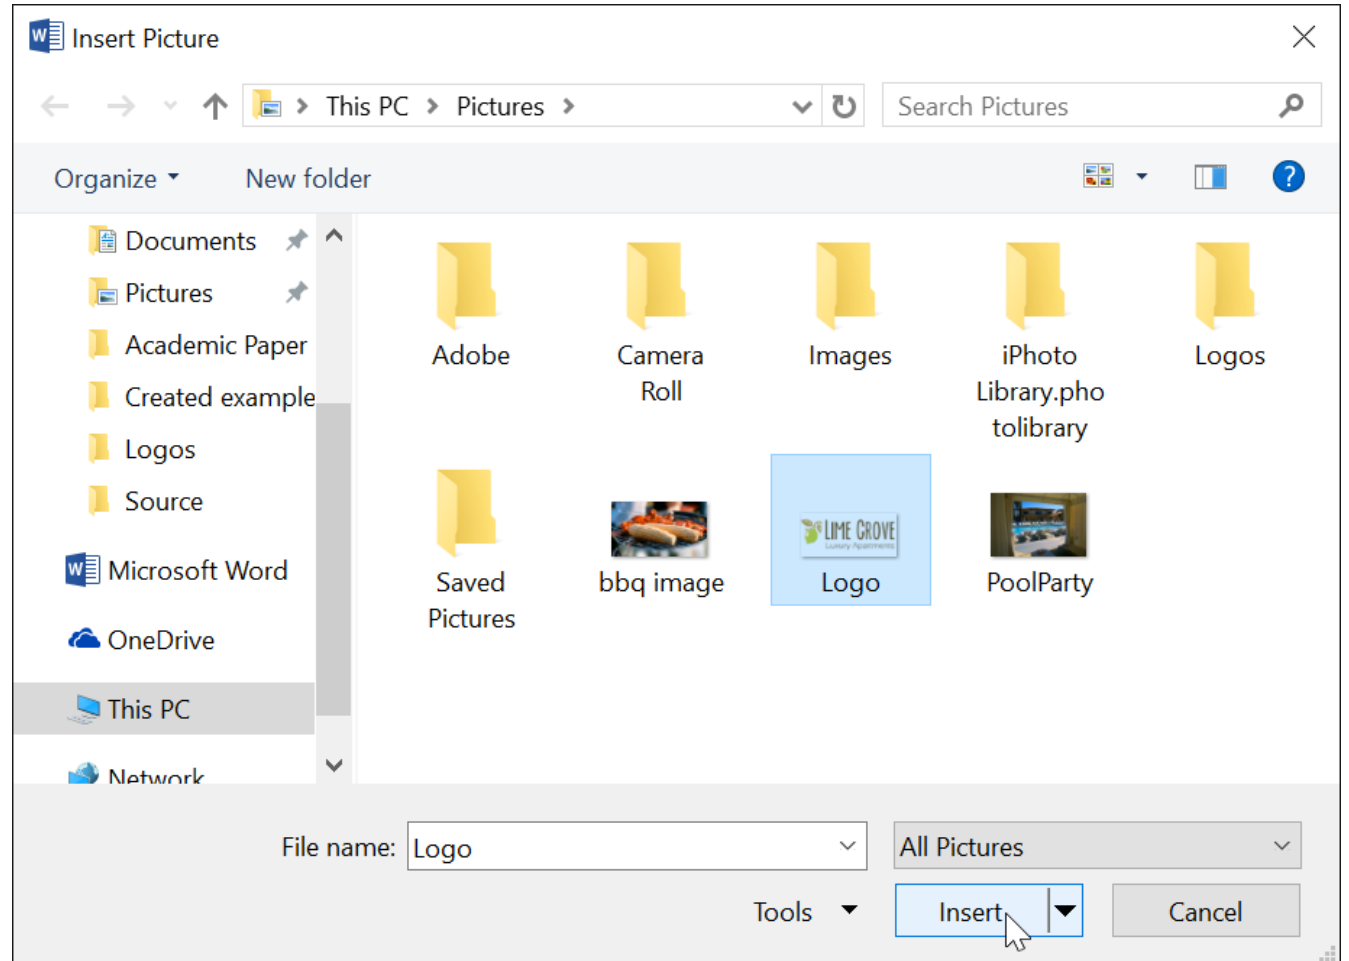 Insert Picture
This PC
Pictures
Search Pictures
Organize
New folder
Documents
Pictures
Academic Paper
Created example
Logos
Source
Microsoft Word
OneDrive
This PC
Network
Adobe
Camera
Roll
Images
iPhoto
Library.pho
tolibrary
Logos
Saved
Pictures
bbq image
LIME GROVE
Luxury Apartments
Logo
PoolParty
File name:
Logo
All Pictures
Tools
Insert
Cancel